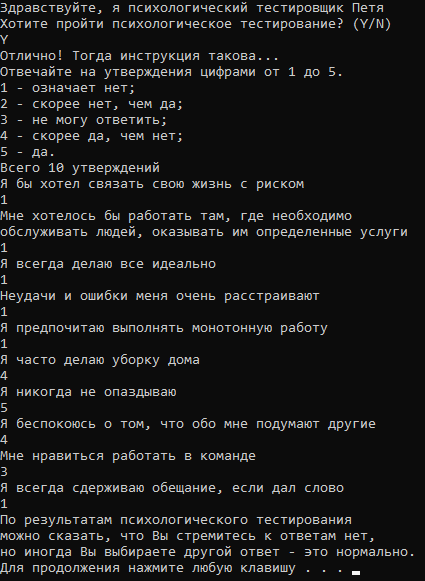 Здравствуйте, я психологический тестировщик Петя
Хотите пройти психологическое тестирование? (Y/N)
Y
Отлично! Тогда инструкция такова...
Отвечайте на утверждения цифрами от 1 до 5.
1 - означает нет;
2 - скорее нет, чем да;
3 - не могу ответить;
4 - скорее да, чем нет;
5 - да.
Всего 10 утверждений
Я бы хотел связать свою жизнь с риском
1
Мне хотелось бы работать там, где необходимо
обслуживать людей, оказывать им определенные услуги
1
Я всегда делаю все идеально
1
Неудачи и ошибки меня очень расстраивают
1
Я предпочитаю выполнять монотонную работу
1
Я часто делаю уборку дома
4
Я никогда не опаздываю
5
Я беспокоюсь о том, что обо мне подумают другие
4
Мне нравиться работать в команде
3
Я всегда сдерживаю обещание, если дал слово
1
По результатам психологического тестирования
можно сказать, что Вы стремитесь к ответам нет,
но иногда Вы выбираете другой ответ - это нормально.
Для продолжения нажмите любую клавишу . . .